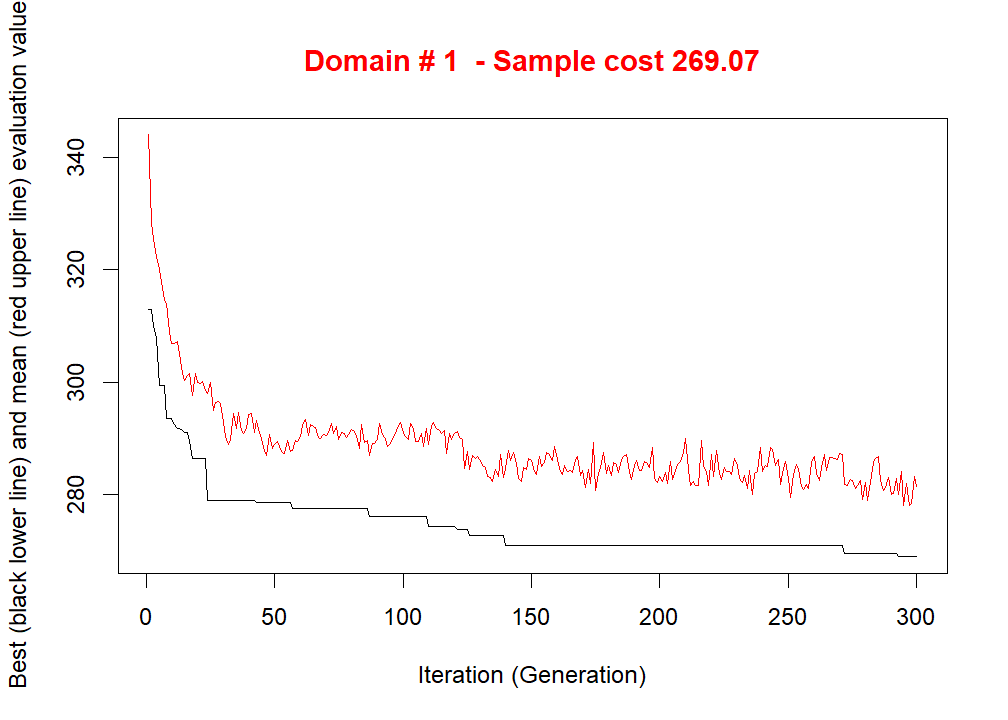 Domain # 1  - Sample cost 269.07
Best (black lower line) and mean (red upper line) evaluation value
340
320
300
280
0 50 100 150 200 250 300
Iteration (Generation)